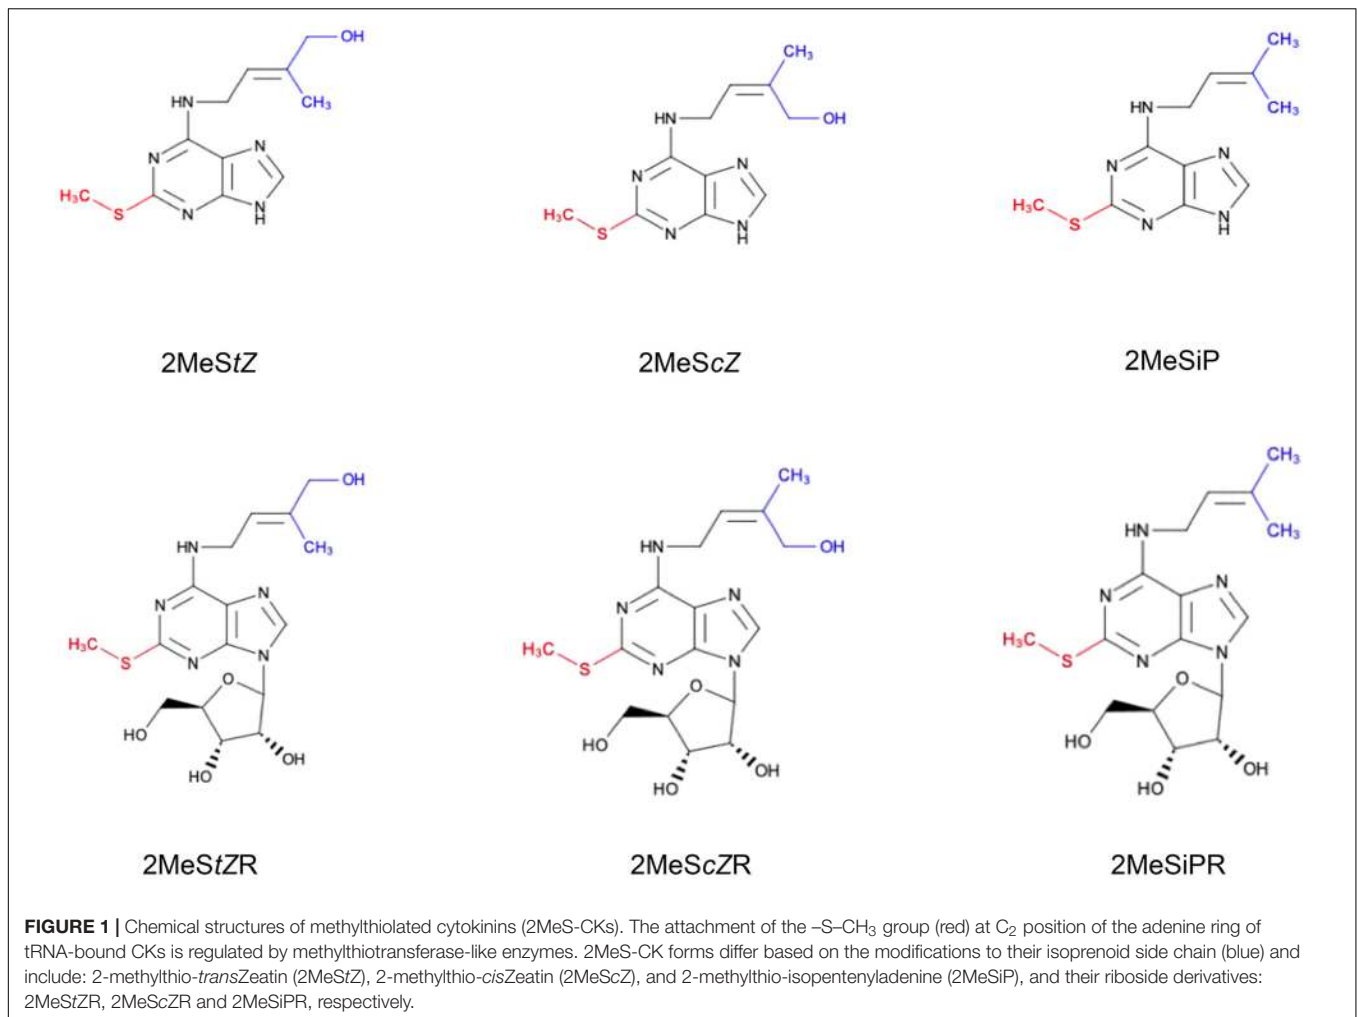 OH
CH₃
HN
N
N
N
N
H
H₃C
S
2MeStZ
CH₃
OH
HN
N
N
N
N
H
H₃C
S
2MeScZ
CH₃
CH₃
HN
N
N
N
N
H
H₃C
S
2MeSiP
OH
CH₃
HN
N
N
N
N
H₃C
S
O
HO
HO
OH
2MeStZR
CH₃
OH
HN
N
N
N
N
H₃C
S
O
HO
HO
OH
2MeScZR
CH₃
CH₃
HN
N
N
N
N
H₃C
S
O
HO
HO
OH
2MeSiPR
FIGURE 1 | Chemical structures of methylthiolated cytokinins (2MeS-CKs). The attachment of the –S–CH₃ group (red) at C₂ position of the adenine ring of
tRNA-bound CKs is regulated by methylthiotransferase-like enzymes. 2MeS-CK forms differ based on the modifications to their isoprenoid side chain (blue) and
include: 2-methylthio-transZeatin (2MeStZ), 2-methylthio-cisZeatin (2MeScZ), and 2-methylthio-isopentenyladenine (2MeSiP), and their riboside derivatives:
2MeStZR, 2MeScZR and 2MeSiPR, respectively.